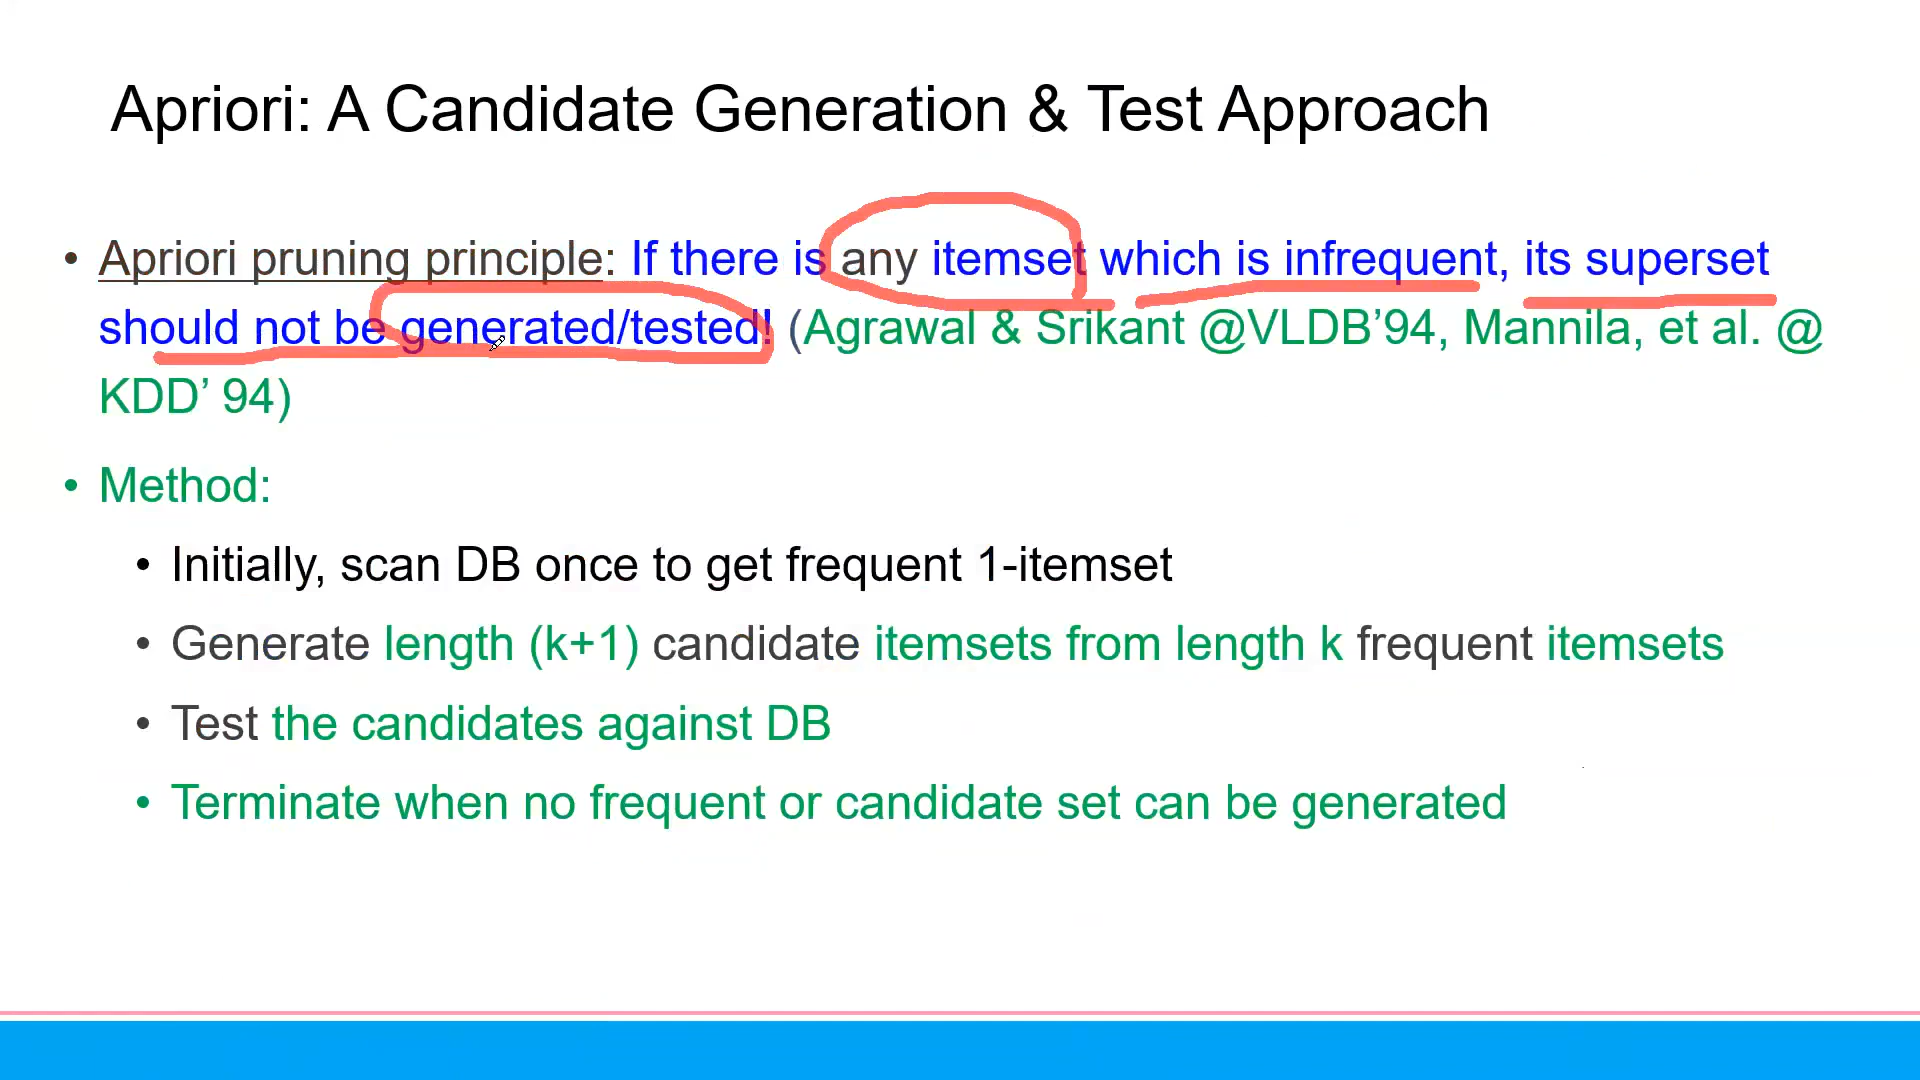 Apriori: A Candidate Generation & Test Approach
• Apriori pruning principle: If there is any itemset which is infrequent, its superset
should not be generated/tested! (Agrawal & Srikant @VLDB’94, Mannila, et al. @
KDD’ 94)
• Method:
• Initially, scan DB once to get frequent 1-itemset
• Generate length (k+1) candidate itemsets from length k frequent itemsets
• Test the candidates against DB
• Terminate when no frequent or candidate set can be generated